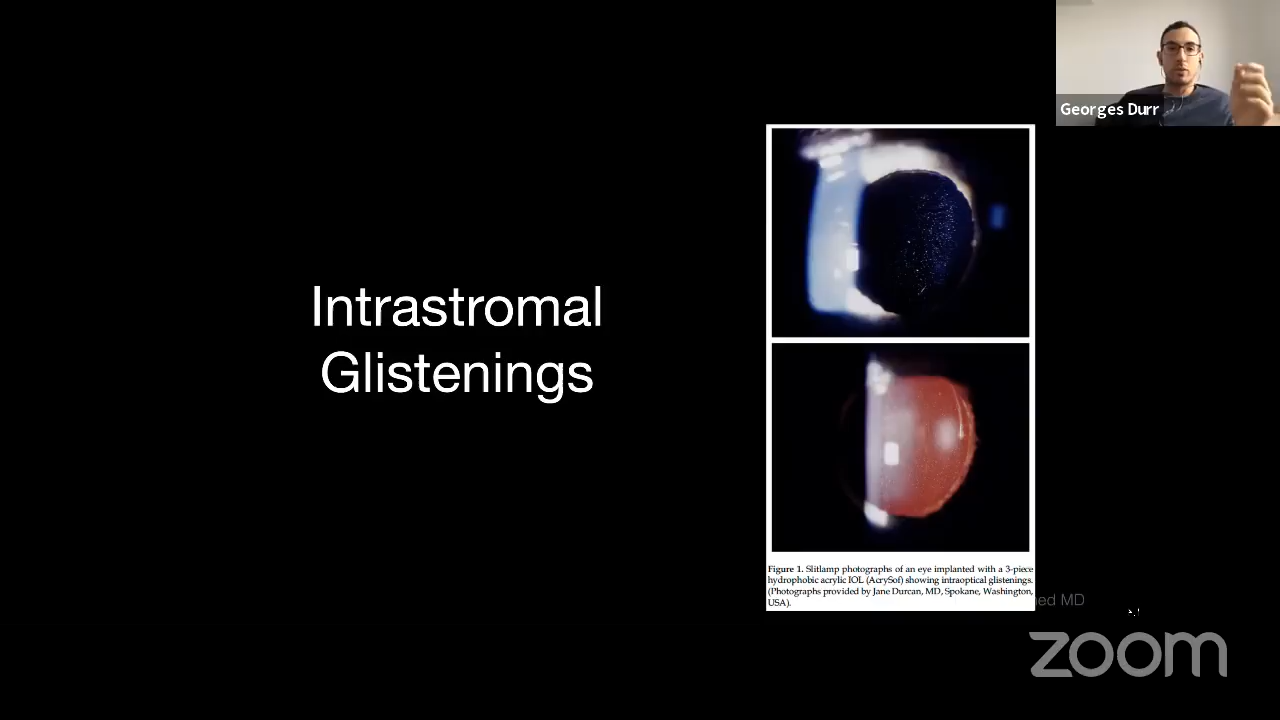 Georges Durr
Intrastromal
Glistenings
Figure 1. Slitlamp photographs of an eye implanted with a 3-piece
hydrophobic acrylic IOL (AcrySof) showing intraoptical glistenings.
(Photographs provided by Jane Durcan, MD, Spokane, Washington,
USA).
MD
zoom